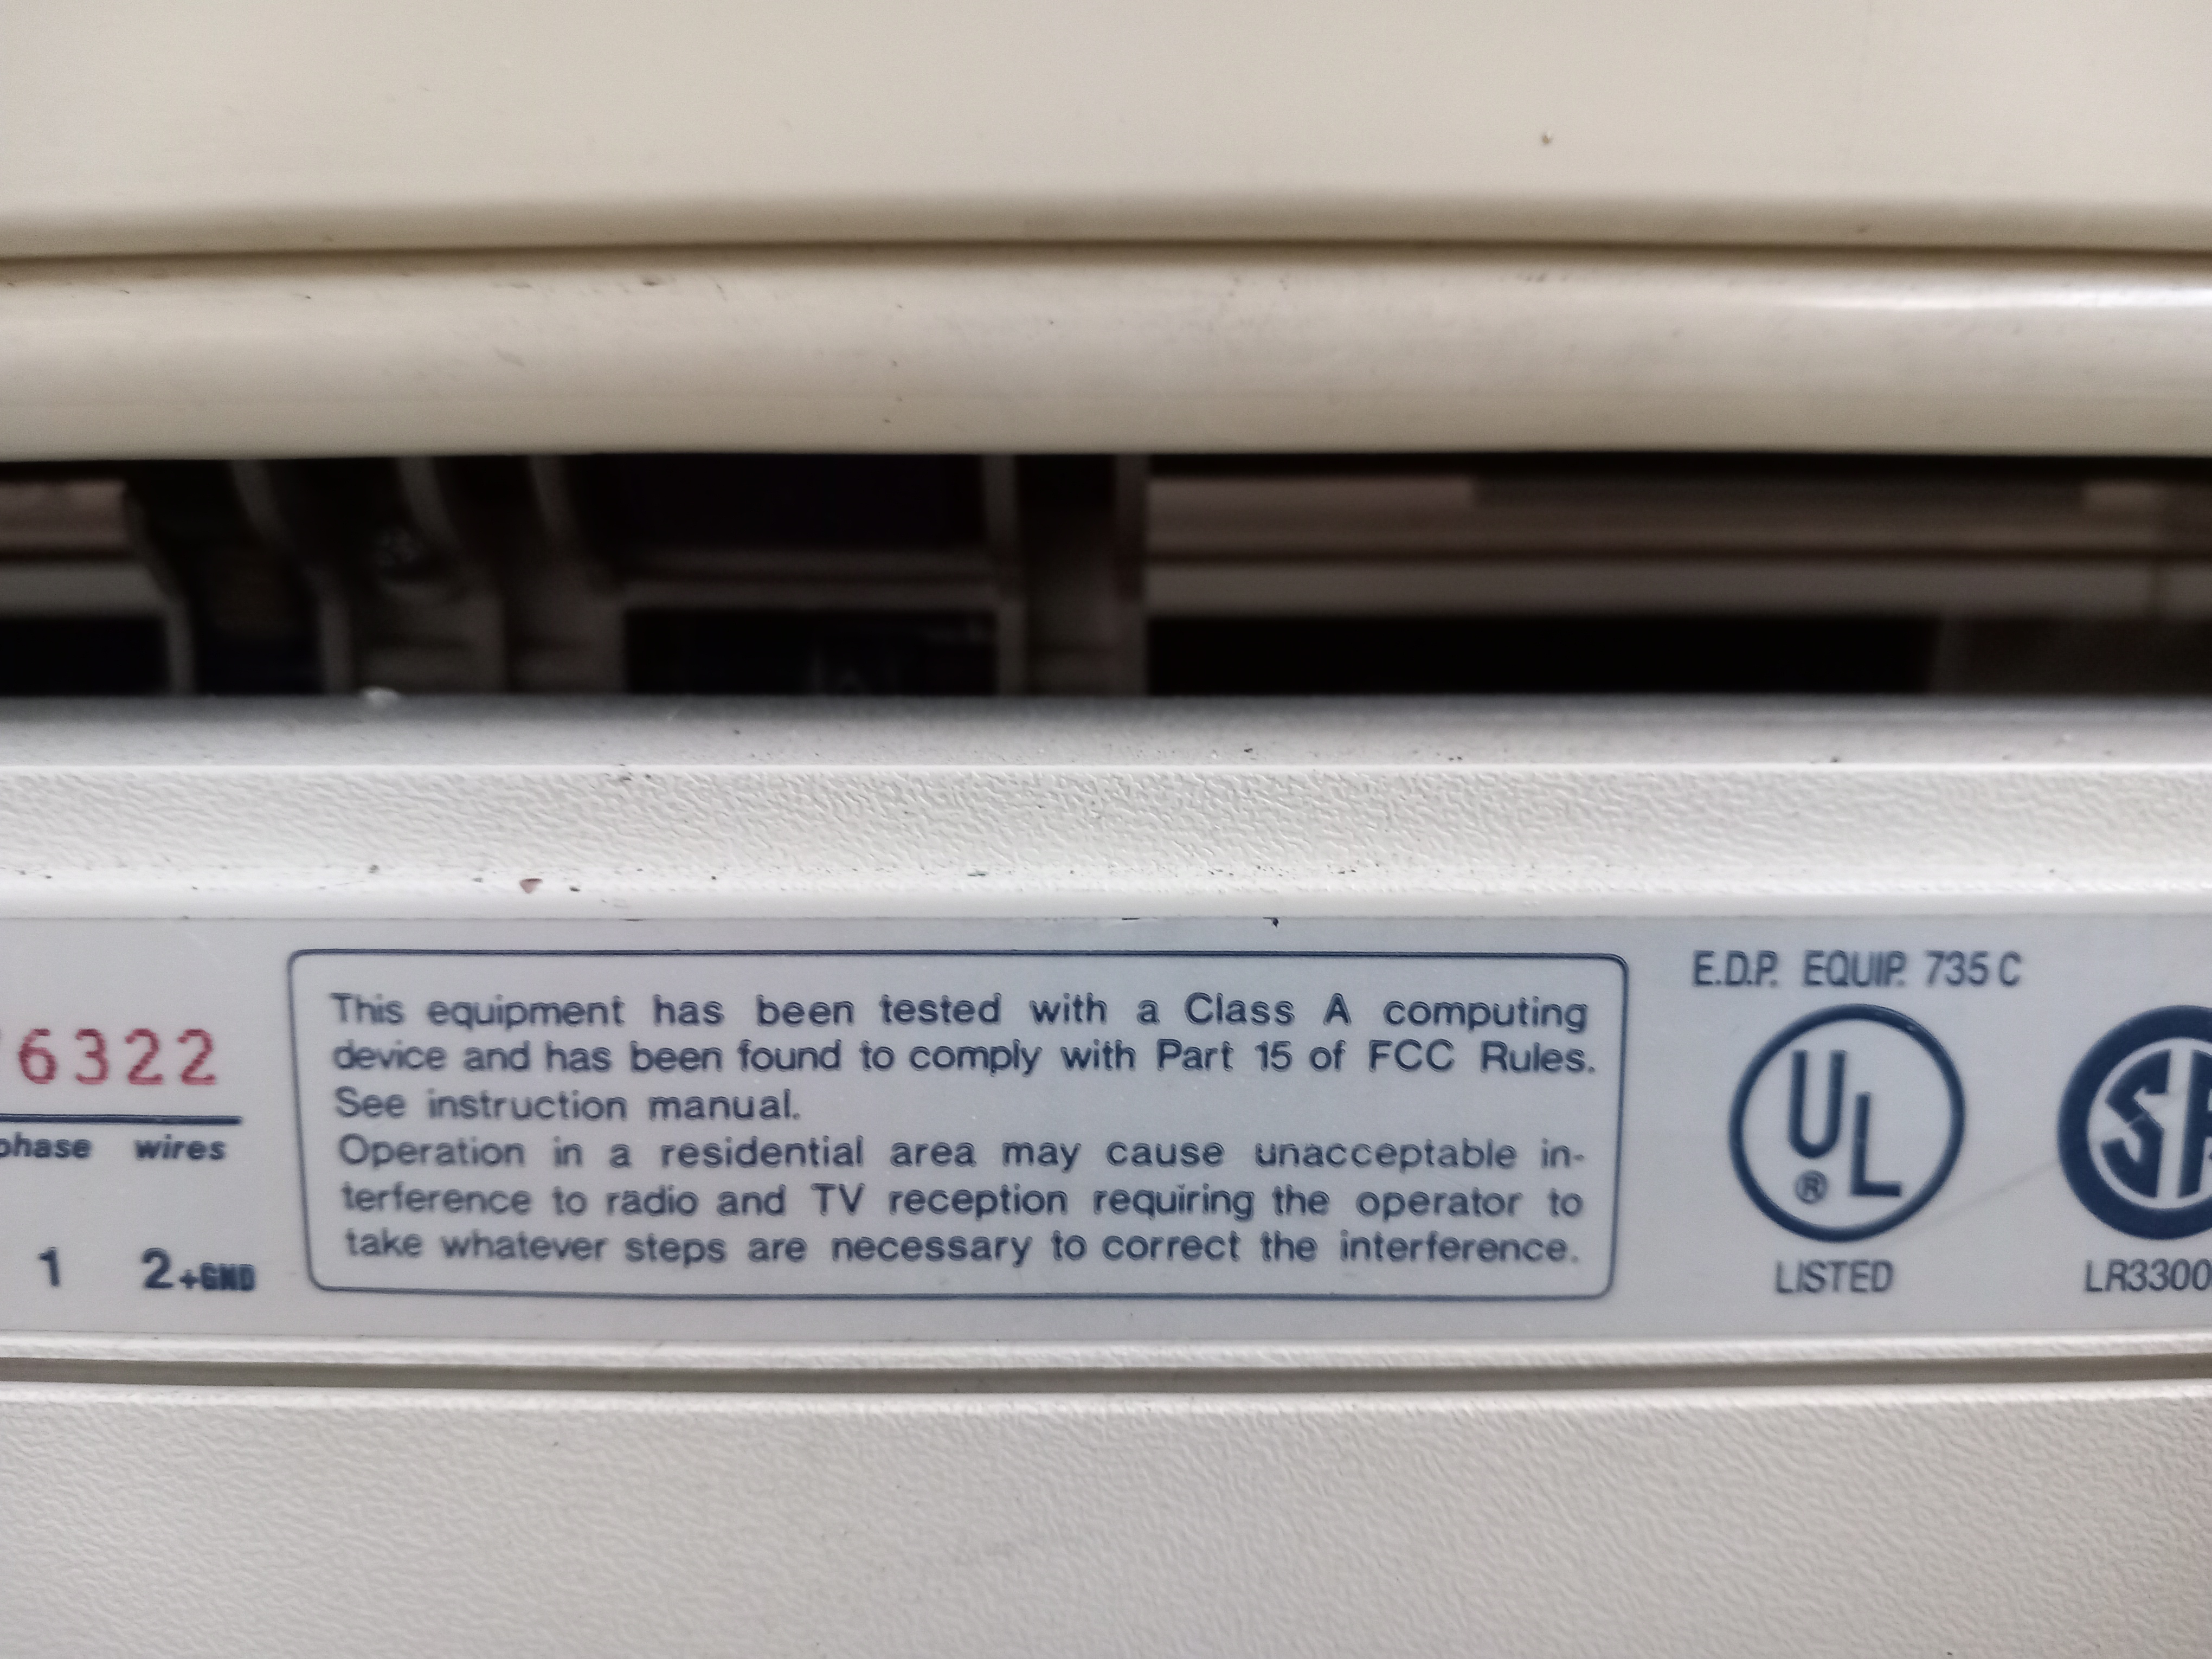 6322
phase wires
1 2+GND
This equipment has been tested with a Class A computing
device and has been found to comply with Part 15 of FCC Rules.
See instruction manual.
Operation in a residential area may cause unacceptable in-
terference to radio and TV reception requiring the operator to
take whatever steps are necessary to correct the interference.
E.D.P. EQUIP. 735 C
UL
®
LISTED
LR3300